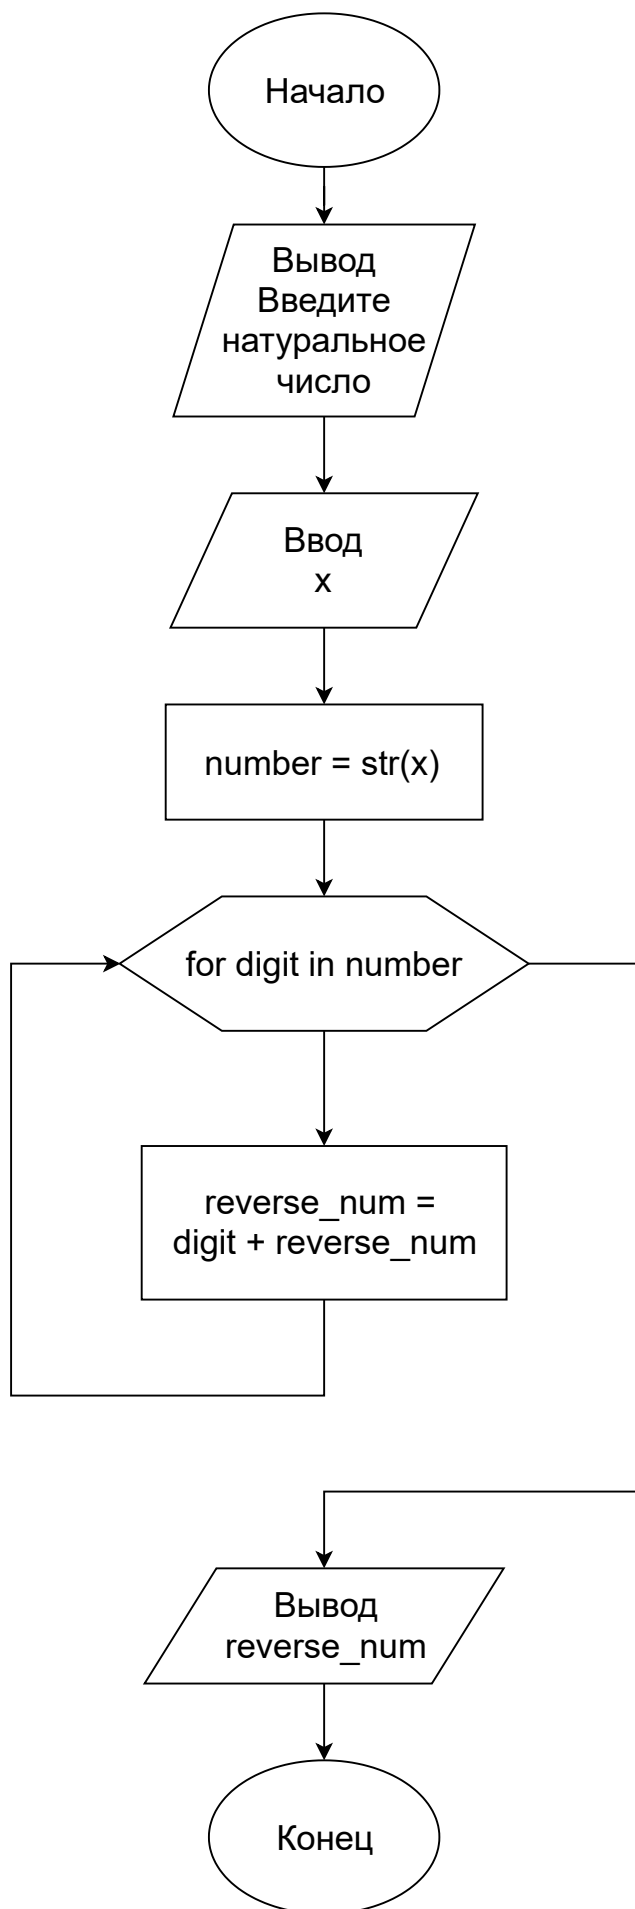 Начало
Вывод
Введите
натуральное
число
Ввод
x
number = str(x)
for digit in number
reverse_num =
digit + reverse_num
Вывод
reverse_num
Конец